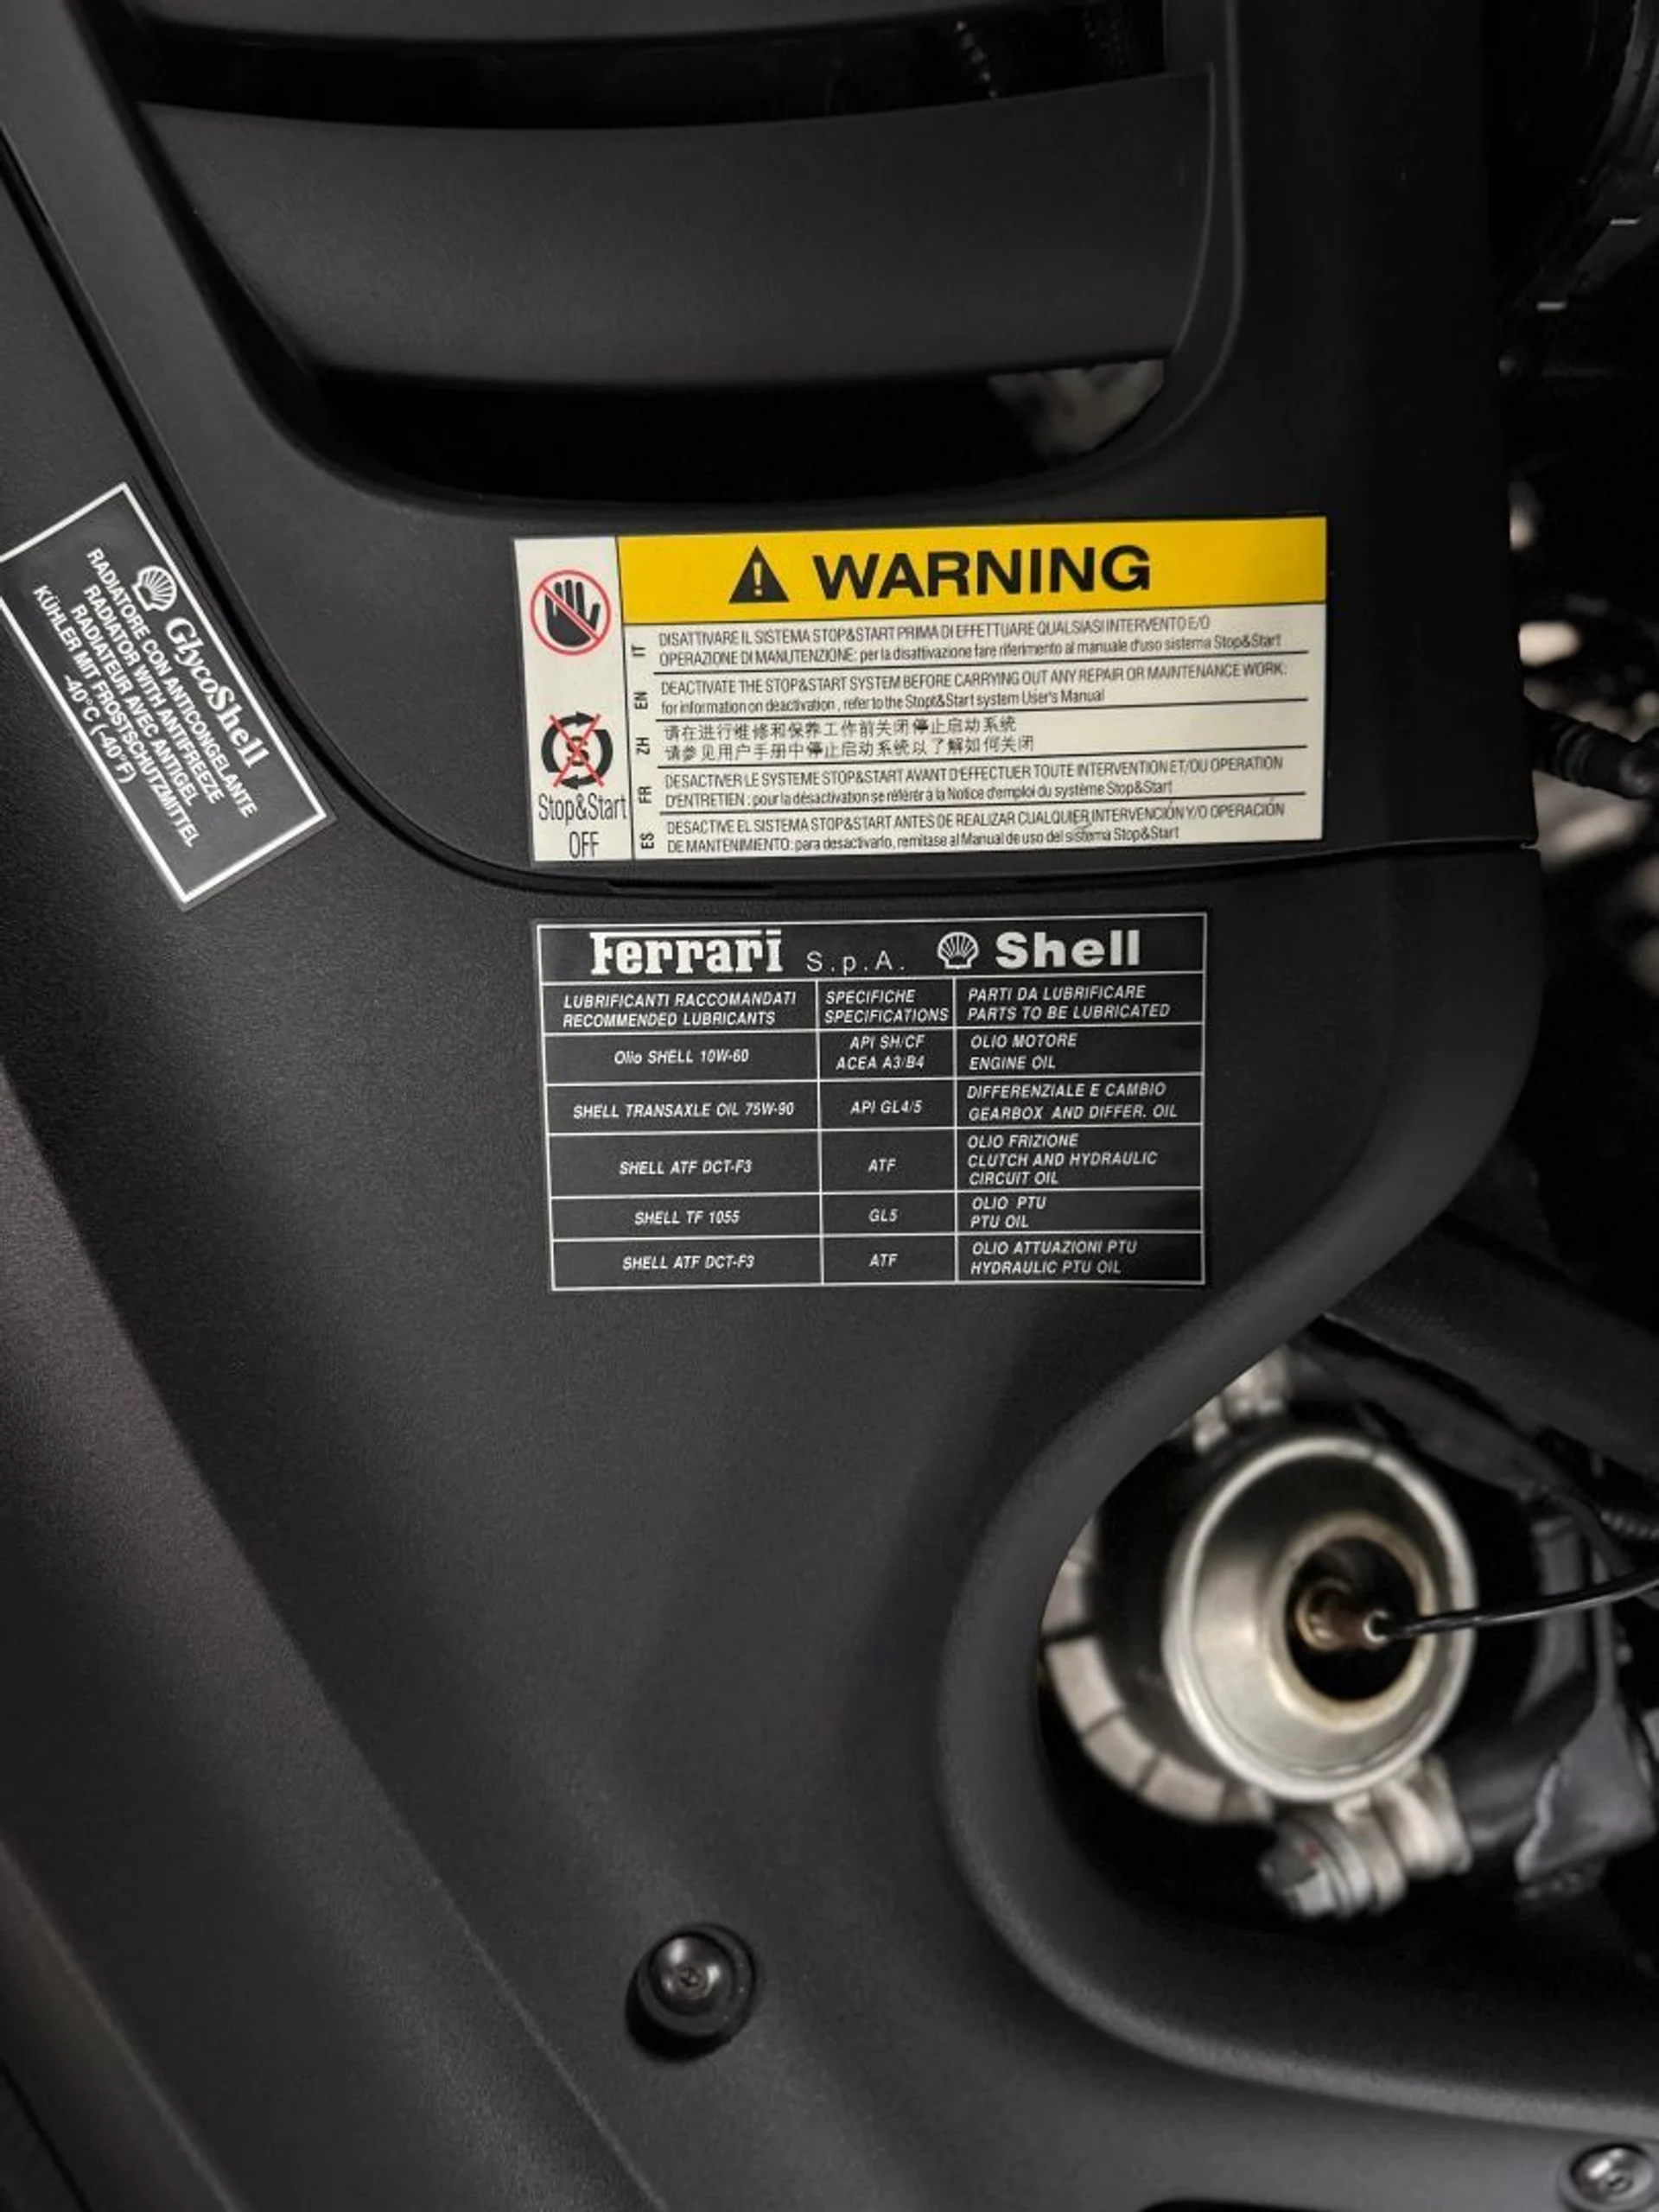 GlycoShell
RADIATORE CON ANTICONGELANTE
RADIATOR WITH ANTIFREEZE
RADIATEUR AVEC ANTIGEL
KÜHLER MIT FROSTSCHUTZMITTEL
-40°C (-40°F)
WARNING
Stop&Start
OFF
IT
DISATTIVARE IL SISTEMA STOP&START PRIMA DI EFFETTUARE QUALSIASI INTERVENTO E/O
OPERAZIONE DI MANUTENZIONE: per la disattivazione fare riferimento al manuale d'uso sistema Stop&Start
EN
DEACTIVATE THE STOP&START SYSTEM BEFORE CARRYING OUT ANY REPAIR OR MAINTENANCE WORK:
for information on deactivation, refer to the Stopt&Start system User's Manual
ZH
请在进行维修和保养工作前关闭停止启动系统
请参见用户手册中停止启动系统以了解如何关闭
FR
DESACTIVER LE SYSTEME STOP&START AVANT D'EFFECTUER TOUTE INTERVENTION ET/OU OPERATION
D'ENTRETIEN : pour la désactivation se référer à la Notice d'emploi du système Stop&Start
ES
DESACTIVE EL SISTEMA STOP&START ANTES DE REALIZAR CUALQUIER INTERVENCIÓN Y/O OPERACIÓN
DE MANTENIMIENTO: para desactivarlo, remitase al Manual de uso del sistema Stop&Start
Ferrari S.p.A. Shell
LUBRIFICANTI RACCOMANDATI
RECOMMENDED LUBRICANTS
SPECIFICHE
SPECIFICATIONS
PARTI DA LUBRIFICARE
PARTS TO BE LUBRICATED
Olio SHELL 10W-60
API SH/CF
ACEA A3/B4
OLIO MOTORE
ENGINE OIL
SHELL TRANSAXLE OIL 75W-90
API GL4/5
DIFFERENZIALE E CAMBIO
GEARBOX AND DIFFER. OIL
SHELL ATF DCT-F3
ATF
OLIO FRIZIONE
CLUTCH AND HYDRAULIC
CIRCUIT OIL
SHELL TF 1055
GL5
OLIO PTU
PTU OIL
SHELL ATF DCT-F3
ATF
OLIO ATTUAZIONI PTU
HYDRAULIC PTU OIL